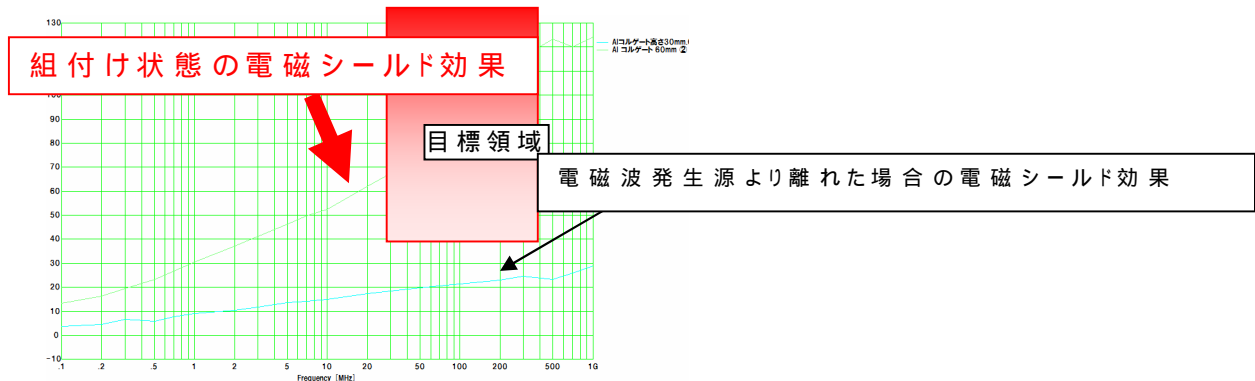 130
組付け状態の電磁シールド効果
90
80
70
60
50
40
30
20
10
0
-10
目標領域
電磁波発生源より離れた場合の電磁シールド効果
Alコルゲート高さ30mm.
Al コルゲート 60mm ②
.1 .2 .5 1 2 5 10 20 50 100 200 500 1G
Frequency [MHz]